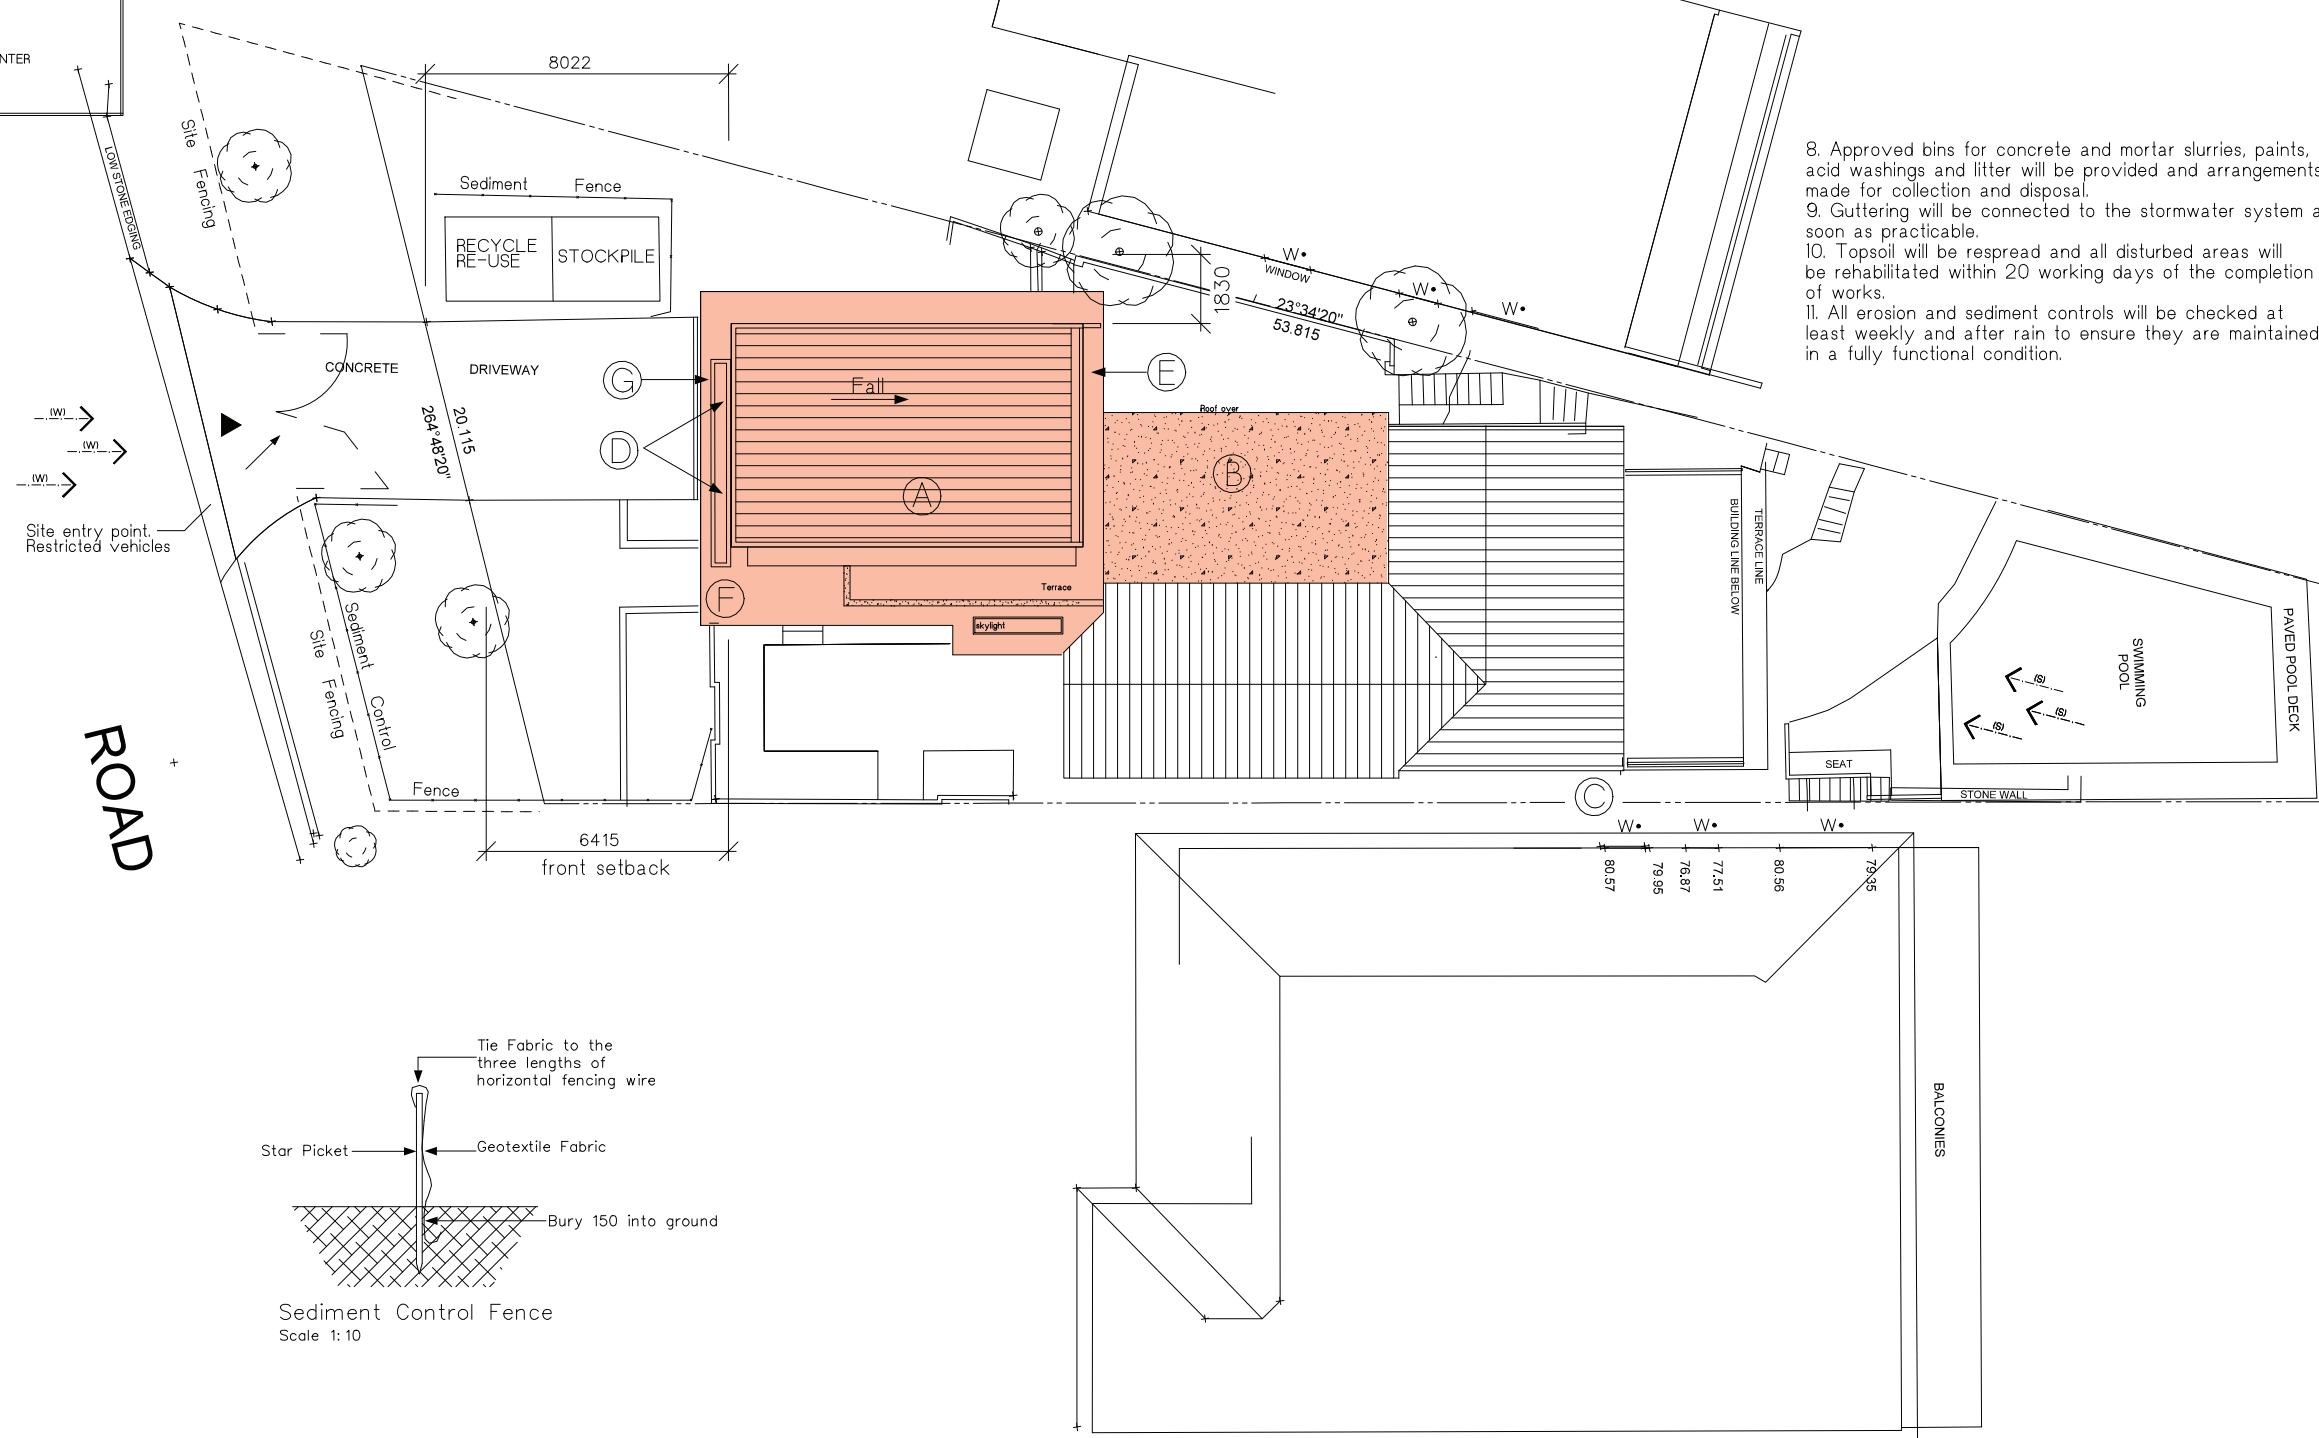 NTER
8022
Site Fencing
LOW STONE EDGING
Sediment Fence
RECYCLE
RE-USE
STOCKPILE
8. Approved bins for concrete and mortar slurries, paints,
acid washings and litter will be provided and arrangements
made for collection and disposal.
9. Guttering will be connected to the stormwater system a
soon as practicable.
10. Topsoil will be respread and all disturbed areas will
be rehabilitated within 20 working days of the completion
of works.
11. All erosion and sediment controls will be checked at
least weekly and after rain to ensure they are maintained
in a fully functional condition.
W
WINDOW
W
W
1830
23°34'20"
53.815
CONCRETE
DRIVEWAY
20.115
264°48'20"
G
D
Fall
E
A
Roof over
B
F
Terrace
skylight
(W)
(W)
(W)
Site entry point.
Restricted vehicles
Sediment Control
Site Fencing
Fence
ROAD
6415
front setback
BUILDING LINE BELOW
TERRACE LINE
SWIMMING
POOL
PAVED POOL DECK
(S)
(S)
(S)
SEAT
STONE WALL
C
W
W
W
80.57
79.95
76.87
77.51
80.56
79.35
BALCONIES
Tie Fabric to the
three lengths of
horizontal fencing wire
Star Picket
Geotextile Fabric
Bury 150 into ground
Sediment Control Fence
Scale 1:10